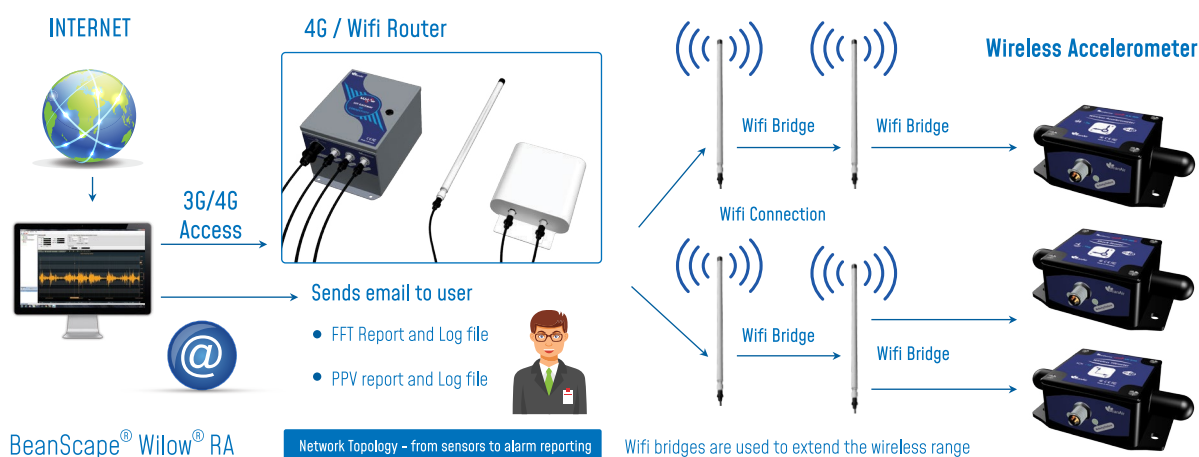 INTERNET
4G / Wifi Router
Wireless Accelerometer
Wifi Bridge
Wifi Bridge
3G/4G
Access
Wifi Connection
Sends email to user
• FFT Report and Log file
• PPV report and Log file
@
Wifi Bridge
Wifi Bridge
BeanScape® Wilow® RA
Network Topology – from sensors to alarm reporting
Wifi bridges are used to extend the wireless range